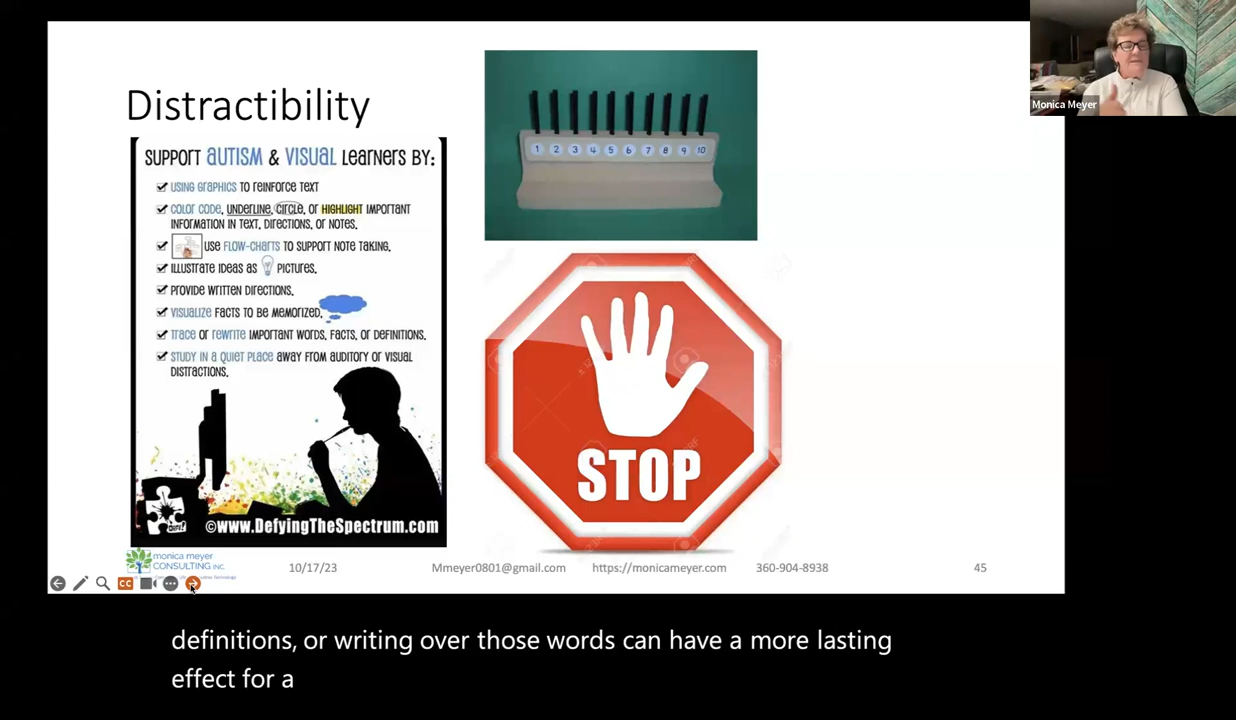 Distractibility
SUPPORT AUTISM & VISUAL LEARNERS BY:
USING GRAPHICS TO REINFORCE TEXT
COLOR CODE, UNDERLINE, CIRCLE, OR HIGHLIGHT IMPORTANT
INFORMATION IN TEXT, DIRECTIONS, OR NOTES.
USE FLOW-CHARTS TO SUPPORT NOTE TAKING.
ILLUSTRATE IDEAS AS PICTURES.
PROVIDE WRITTEN DIRECTIONS.
VISUALIZE FACTS TO BE MEMORIZED.
TRACE OR REWRITE IMPORTANT WORDS, FACTS, OR DEFINITIONS.
STUDY IN A QUIET PLACE AWAY FROM AUDITORY OR VISUAL
DISTRACTIONS.
©www.DefyingTheSpectrum.com
1 2 3 4 5 6 7 8 9 10
STOP
Monica Meyer
monica meyer
CONSULTING INC.
10/17/23
Mmeyer0801@gmail.com
https://monicameyer.com
360-904-8938
45
CC
definitions, or writing over those words can have a more lasting
effect for a